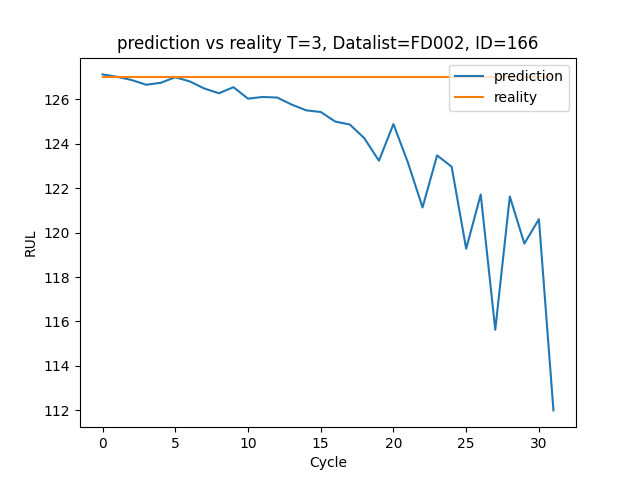 prediction vs reality T=3, Datalist=FD002, ID=166
prediction
reality
126
124
122
120
118
116
114
112
RUL
0 5 10 15 20 25 30
Cycle